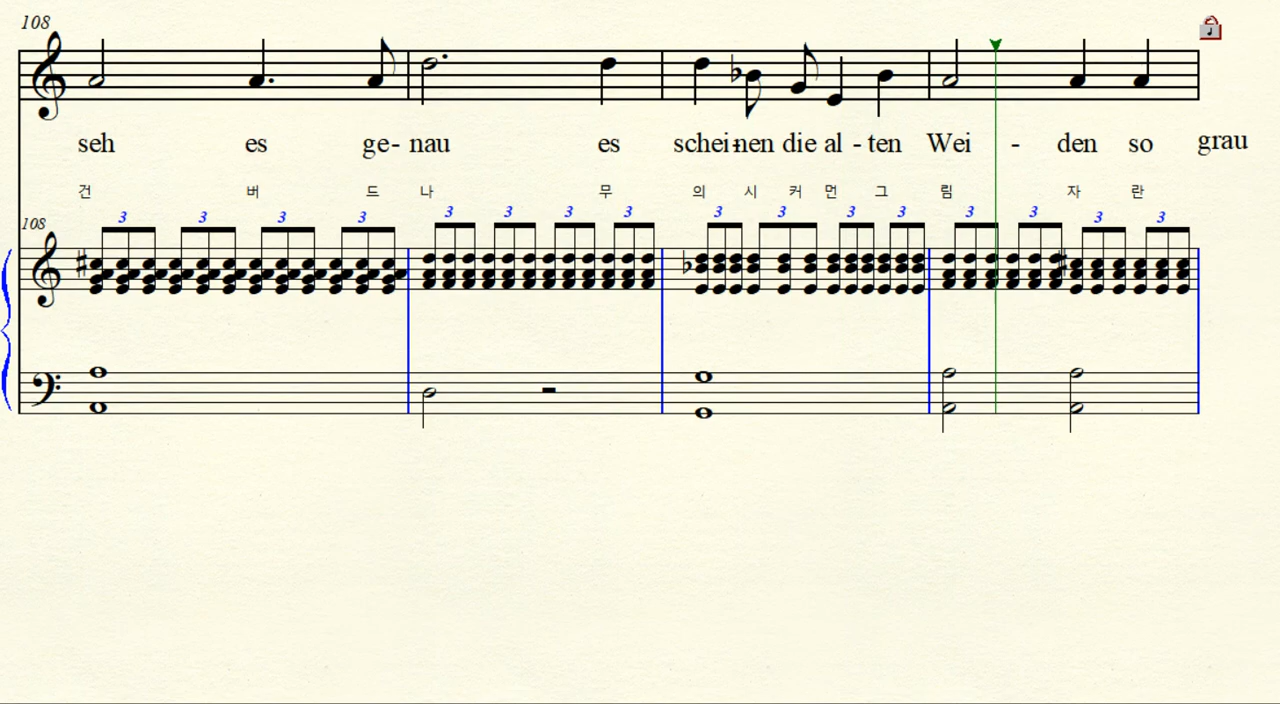 108
seh es ge- nau es schei-nen die al - ten Wei - den so grau
건 버 드 나 무 의 시 커 먼 그 림 자 란
108
3 3 3 3 3 3 3 3 3 3 3 3 3 3 3 3